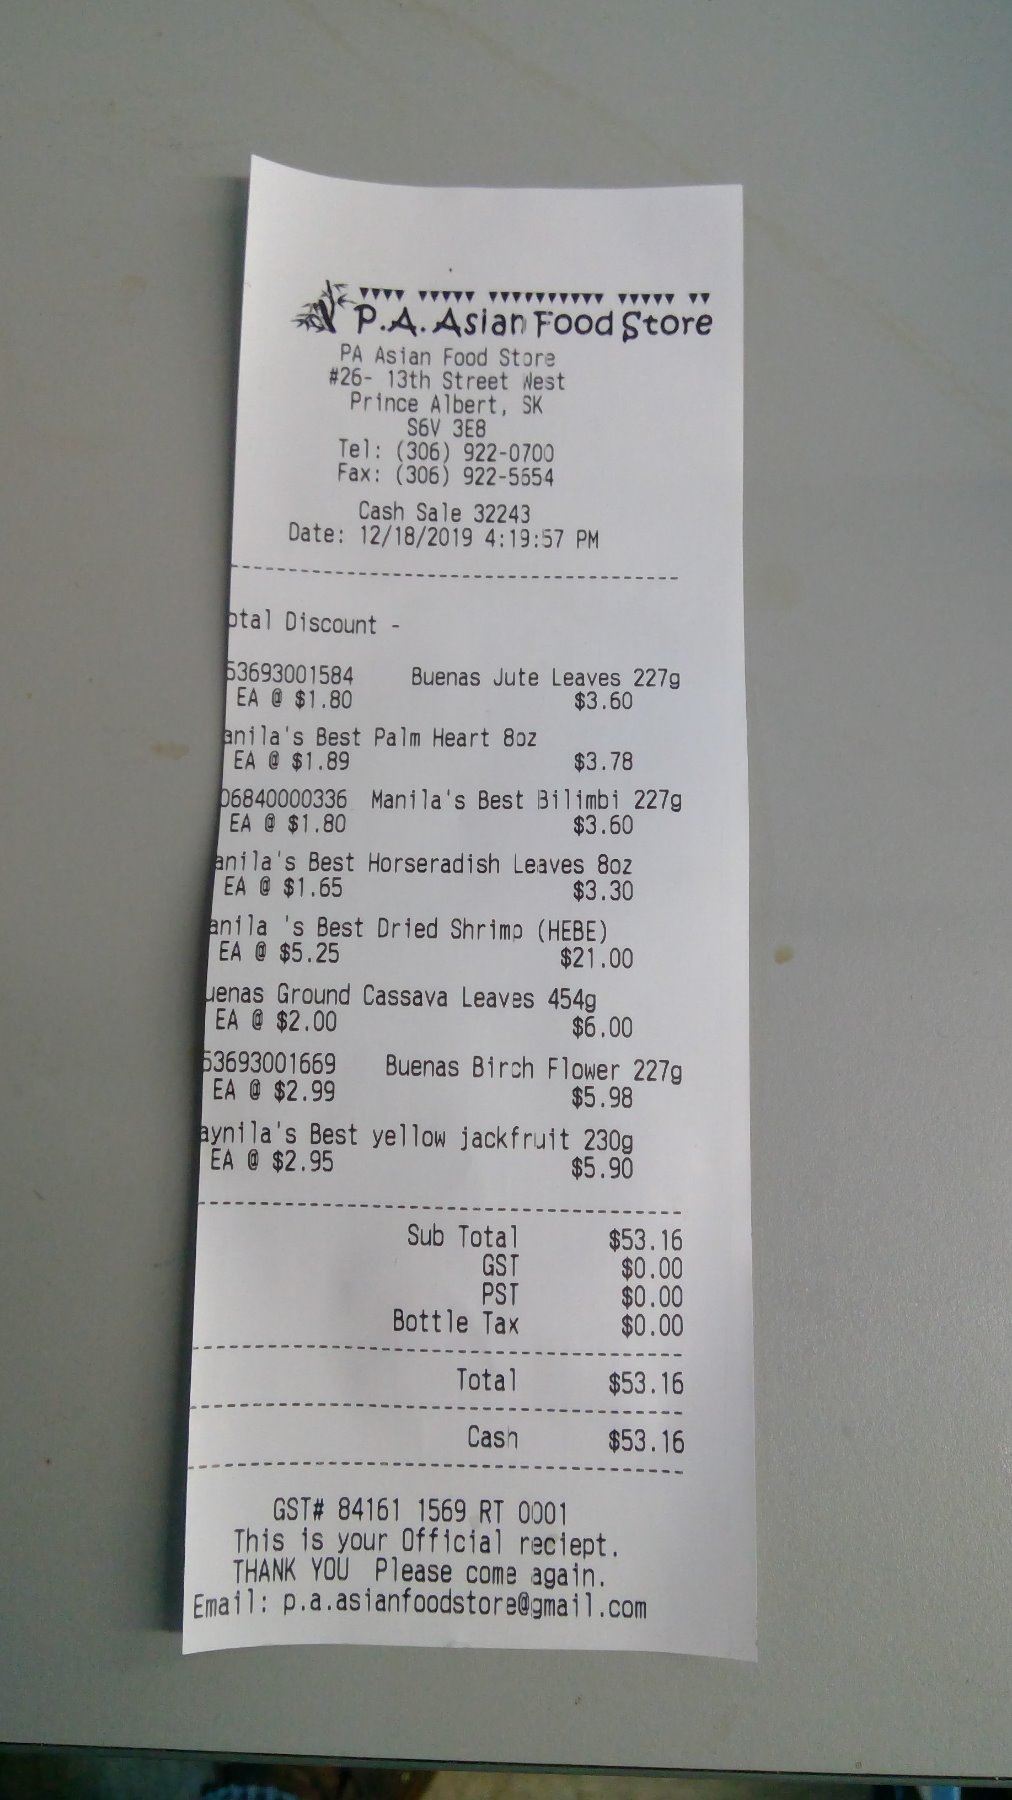 P.A. Asian Food Store
PA Asian Food Store
#26- 13th Street West
Prince Albert, SK
S6V 3E8
Tel: (306) 922-0700
Fax: (306) 922-5654
Cash Sale 32243
Date: 12/18/2019 4:19:57 PM
otal Discount -
53693001584 Buenas Jute Leaves 227g
EA @ $1.80 $3.60
anila's Best Palm Heart 8oz
EA @ $1.89 $3.78
06840000336 Manila's Best Bilimbi 227g
EA @ $1.80 $3.60
anila's Best Horseradish Leaves 8oz
EA @ $1.65 $3.30
anila 's Best Dried Shrimp (HEBE)
EA @ $5.25 $21.00
uenas Ground Cassava Leaves 454g
EA @ $2.00 $6.00
53693001669 Buenas Birch Flower 227g
EA @ $2.99 $5.98
aynila's Best yellow jackfruit 230g
EA @ $2.95 $5.90
Sub Total $53.16
GST $0.00
PST $0.00
Bottle Tax $0.00
Total $53.16
Cash $53.16
GST# 84161 1569 RT 0001
This is your Official reciept.
THANK YOU Please come again.
Email: p.a.asianfoodstore@gmail.com